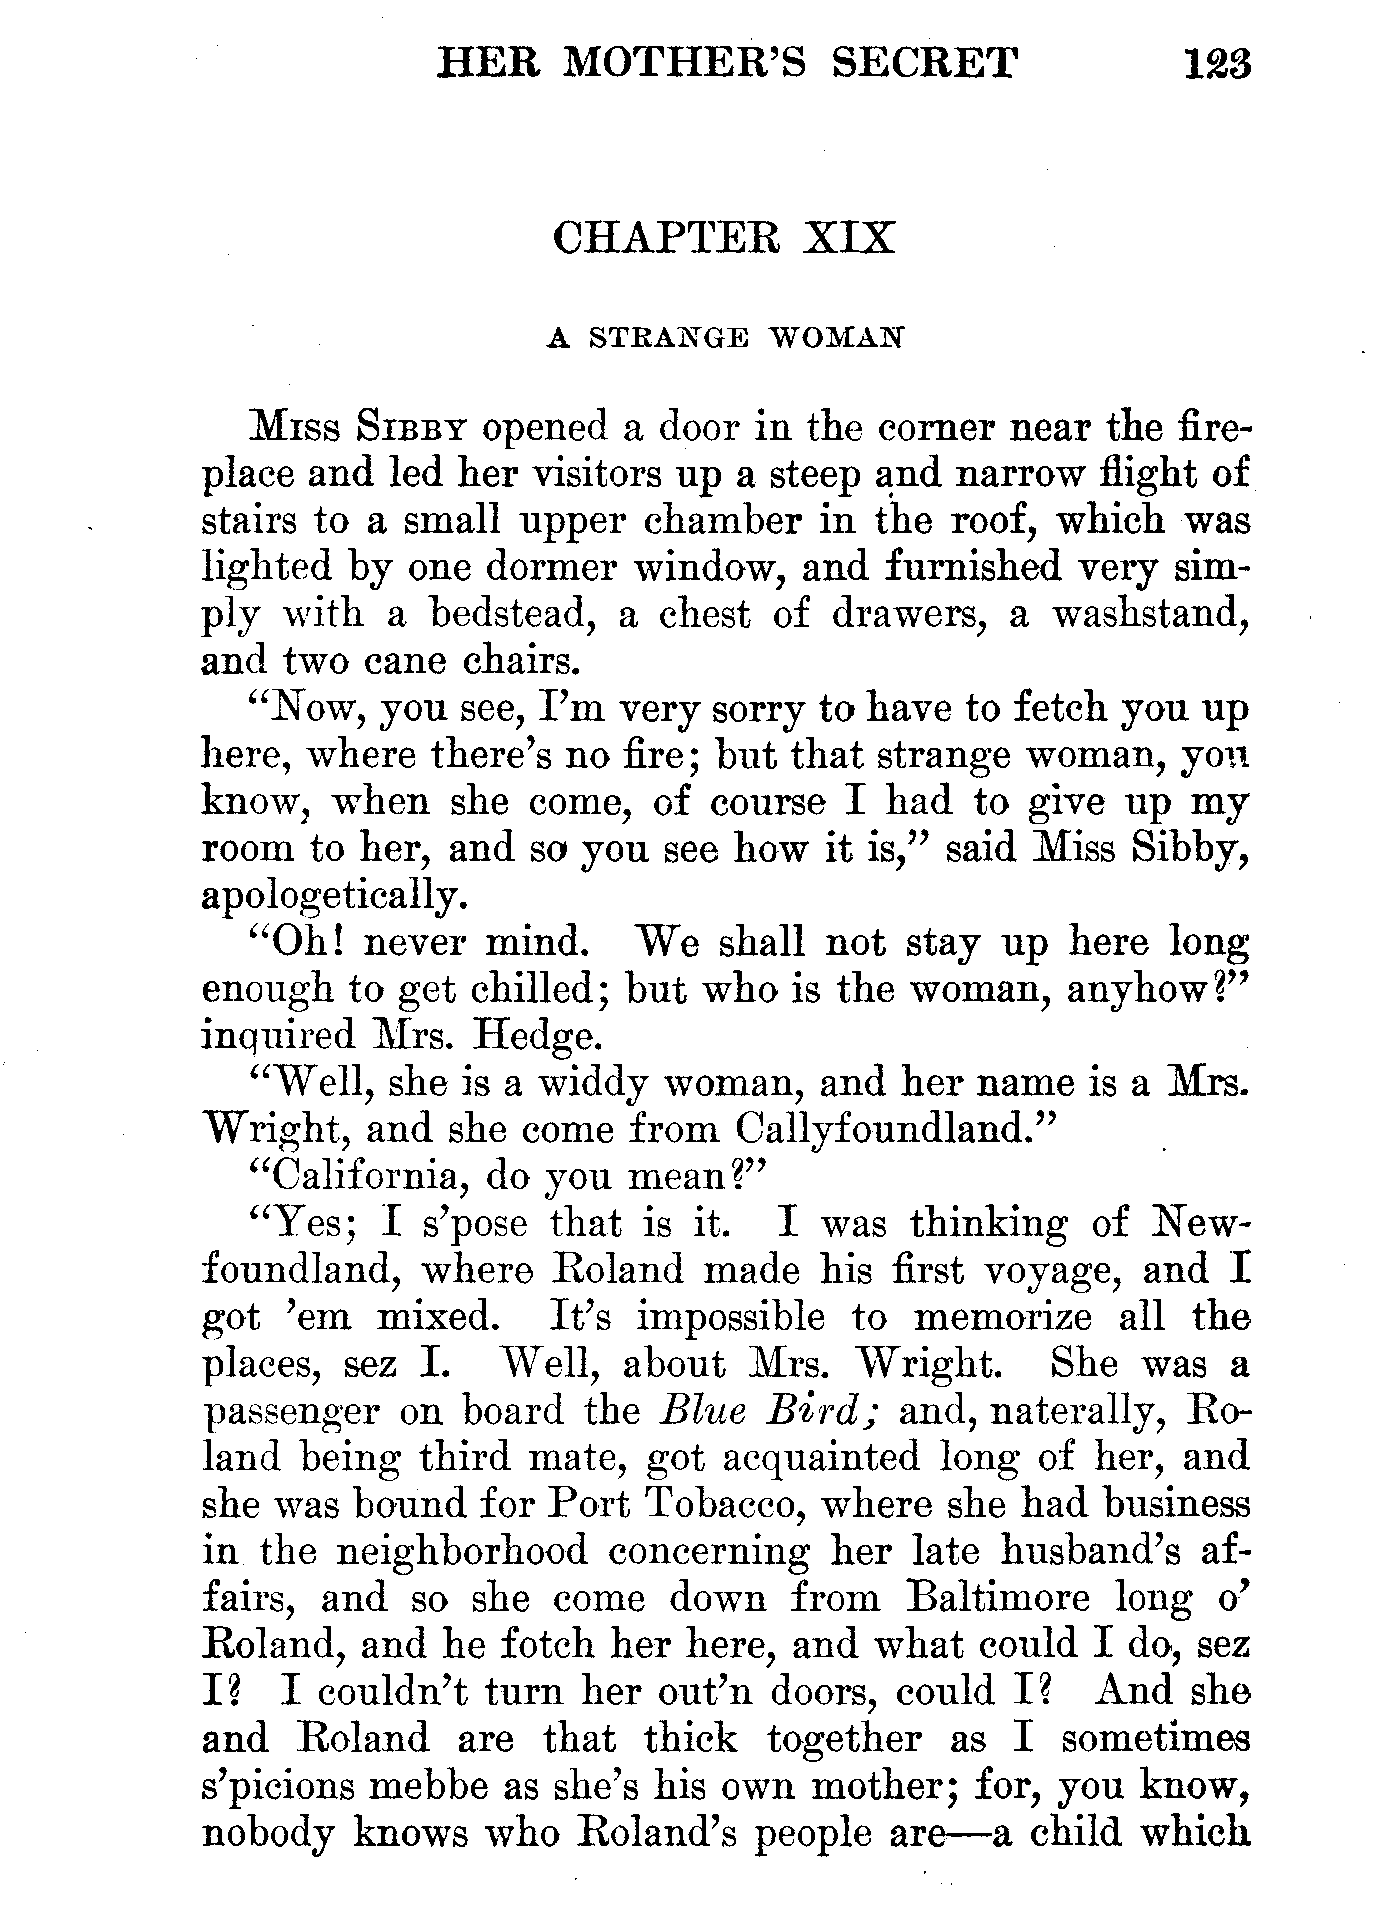 HER MOTHER'S SECRET 123
CHAPTER XIX
A STRANGE WOMAN
Miss Sibby opened a door in the corner near the fire-
place and led her visitors up a steep and narrow flight of
stairs to a small upper chamber in the roof, which was
lighted by one dormer window, and furnished very sim-
ply with a bedstead, a chest of drawers, a washstand,
and two cane chairs.
“Now, you see, I'm very sorry to have to fetch you up
here, where there's no fire; but that strange woman, you
know, when she come, of course I had to give up my
room to her, and so you see how it is,” said Miss Sibby,
apologetically.
“Oh! never mind. We shall not stay up here long
enough to get chilled; but who is the woman, anyhow?”
inquired Mrs. Hedge.
“Well, she is a widdy woman, and her name is a Mrs.
Wright, and she come from Callyfoundland.”
“California, do you mean?”
“Yes; I s'pose that is it. I was thinking of New-
foundland, where Roland made his first voyage, and I
got 'em mixed. It's impossible to memorize all the
places, sez I. Well, about Mrs. Wright. She was a
passenger on board the Blue Bird; and, naterally, Ro-
land being third mate, got acquainted long of her, and
she was bound for Port Tobacco, where she had business
in the neighborhood concerning her late husband's af-
fairs, and so she come down from Baltimore long o'
Roland, and he fotch her here, and what could I do, sez
I? I couldn't turn her out'n doors, could I? And she
and Roland are that thick together as I sometimes
s'picions mebbe as she's his own mother; for, you know,
nobody knows who Roland's people are—a child which